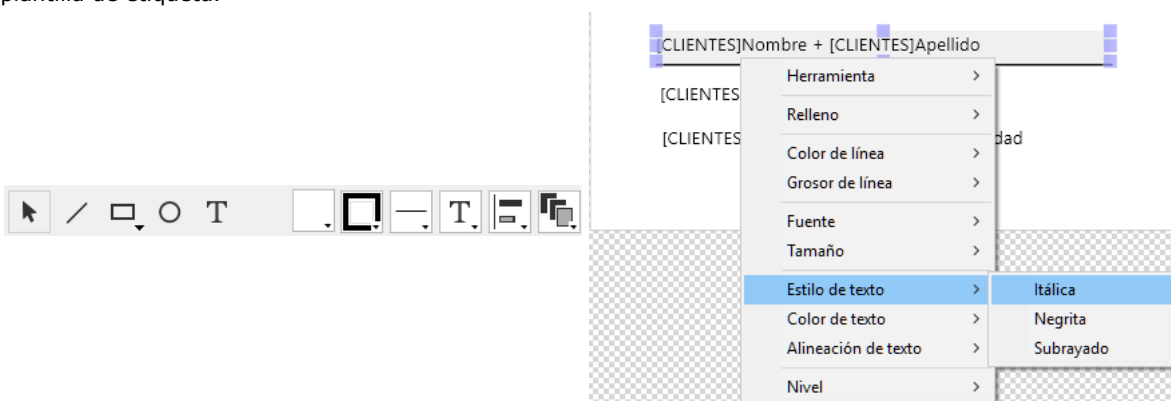 plantilla de etiqueta.
[CLIENTES]Nombre + [CLIENTES]Apellido
[CLIENTES
[CLIENTES
dad
T
T
Herramienta
Relleno
Color de línea
Grosor de línea
Fuente
Tamaño
Estilo de texto
Color de texto
Alineación de texto
Nivel
Itálica
Negrita
Subrayado